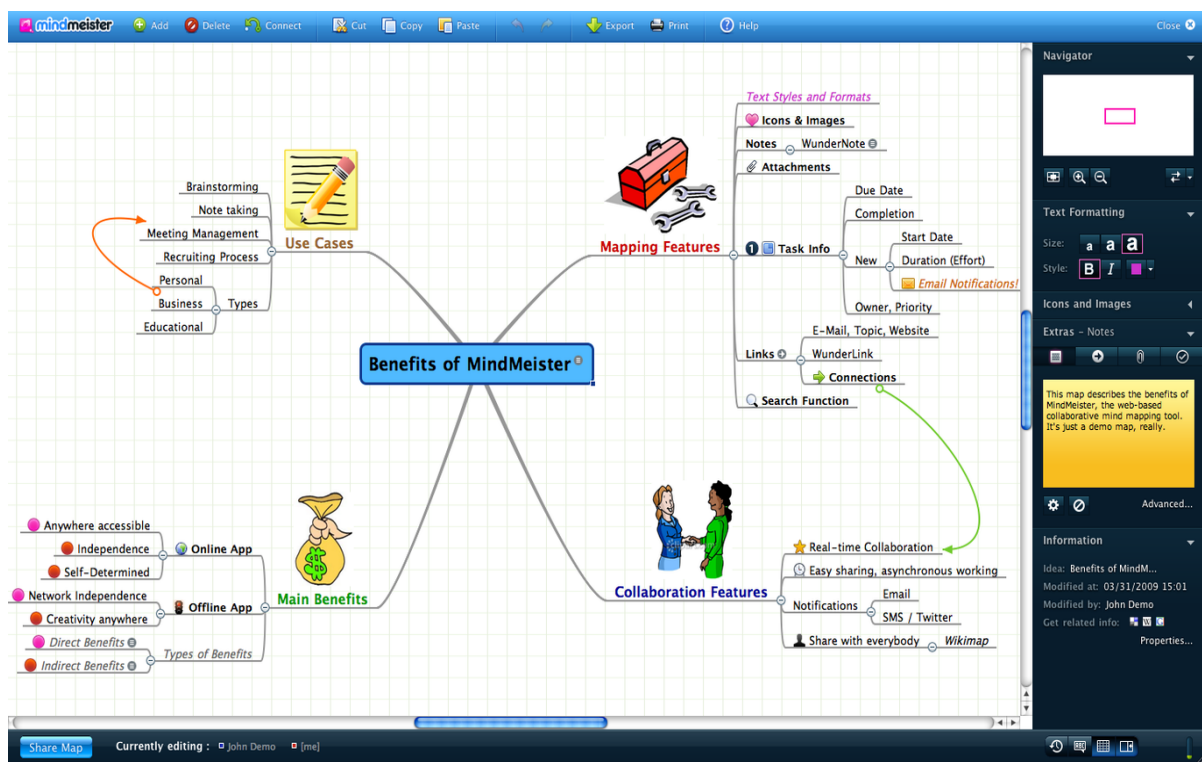 mindmeister Add Delete Connect Cut Copy Paste Export Print Help Close
Brainstorming
Note taking
Meeting Management
Recruiting Process
Personal
Business
Educational
Types
Use Cases
Mapping Features
Text Styles and Formats
Icons & Images
Notes WunderNote
Attachments
1 Task Info
Due Date
Completion
New
Start Date
Duration (Effort)
Email Notifications!
Owner, Priority
Links
E-Mail, Topic, Website
WunderLink
Connections
Search Function
Benefits of MindMeister
Anywhere accessible
Independence
Self-Determined
Online App
Network Independence
Creativity anywhere
Offline App
Direct Benefits
Indirect Benefits
Types of Benefits
$
Main Benefits
Collaboration Features
Real-time Collaboration
Easy sharing, asynchronous working
Notifications
Email
SMS / Twitter
Share with everybody Wikimap
Navigator
Text Formatting
Size: a a a
Style: B I
Icons and Images
Extras - Notes
This map describes the benefits of
MindMeister, the web-based
collaborative mind mapping tool.
It's just a demo map, really.
Advanced...
Information
Idea: Benefits of MindM...
Modified at: 03/31/2009 15:01
Modified by: John Demo
Get related info: W
Properties...
Share Map Currently editing : John Demo [me]